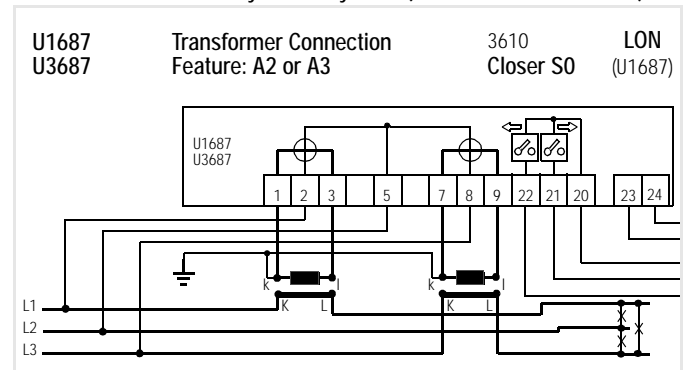 U1687 Transformer Connection 3610 LON
U3687 Feature: A2 or A3 Closer S0 (U1687)
U1687
U3687
1 2 3 5 7 8 9 22 21 20 23 24
k l k l
K L K L
L1
L2
L3